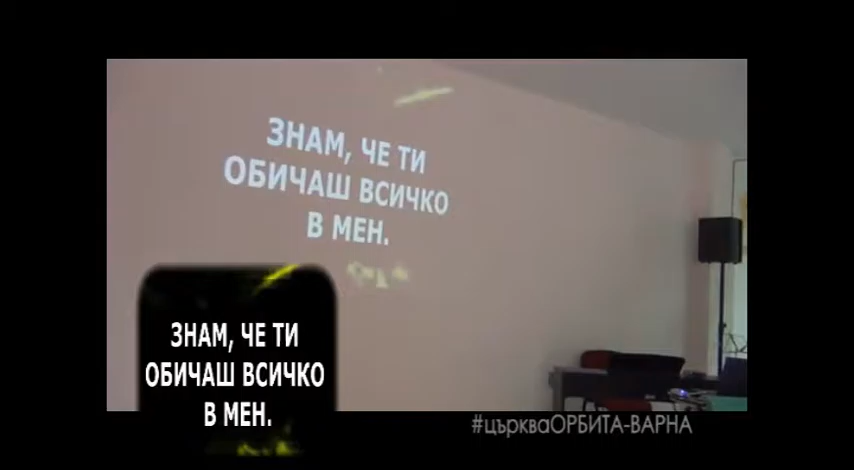 ЗНАМ, ЧЕ ТИ
ОБИЧАШ ВСИЧКО
В МЕН.
ЗНАМ, ЧЕ ТИ
ОБИЧАШ ВСИЧКО
В МЕН.
#църкваОРБИТА-ВАРНА